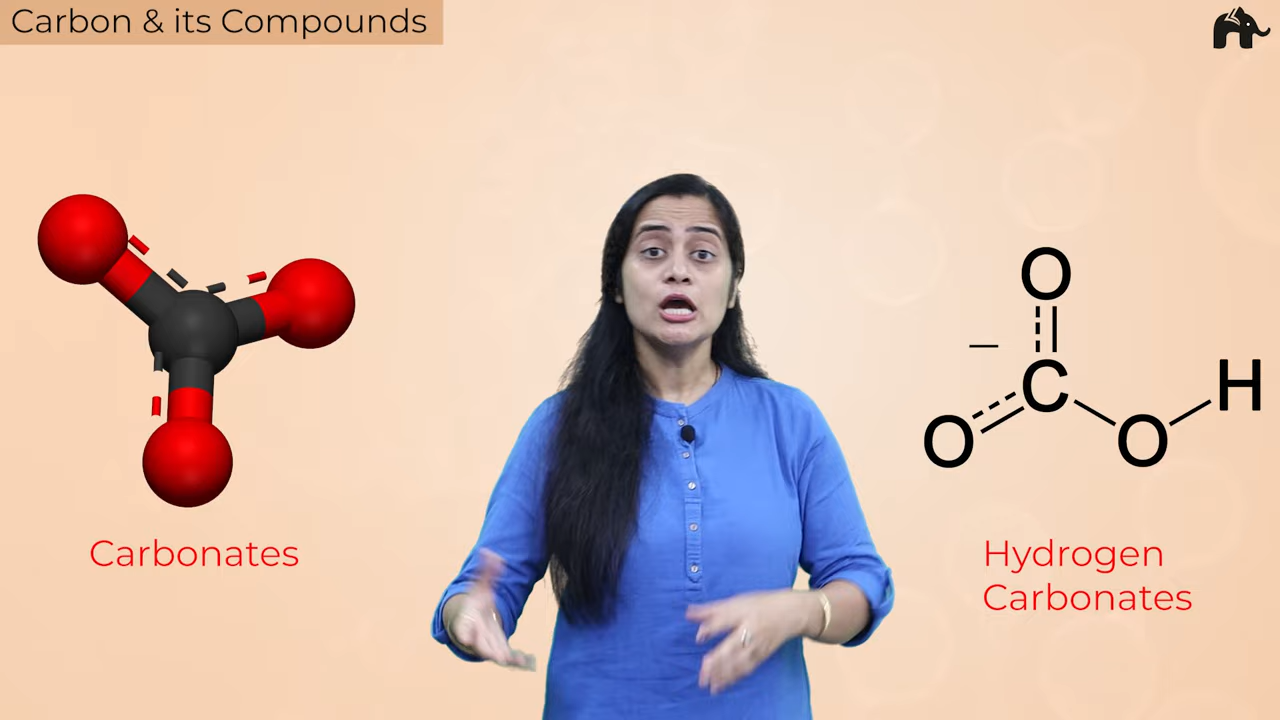 Carbon & its Compounds
O
C
O
O
H
Carbonates
Hydrogen
Carbonates